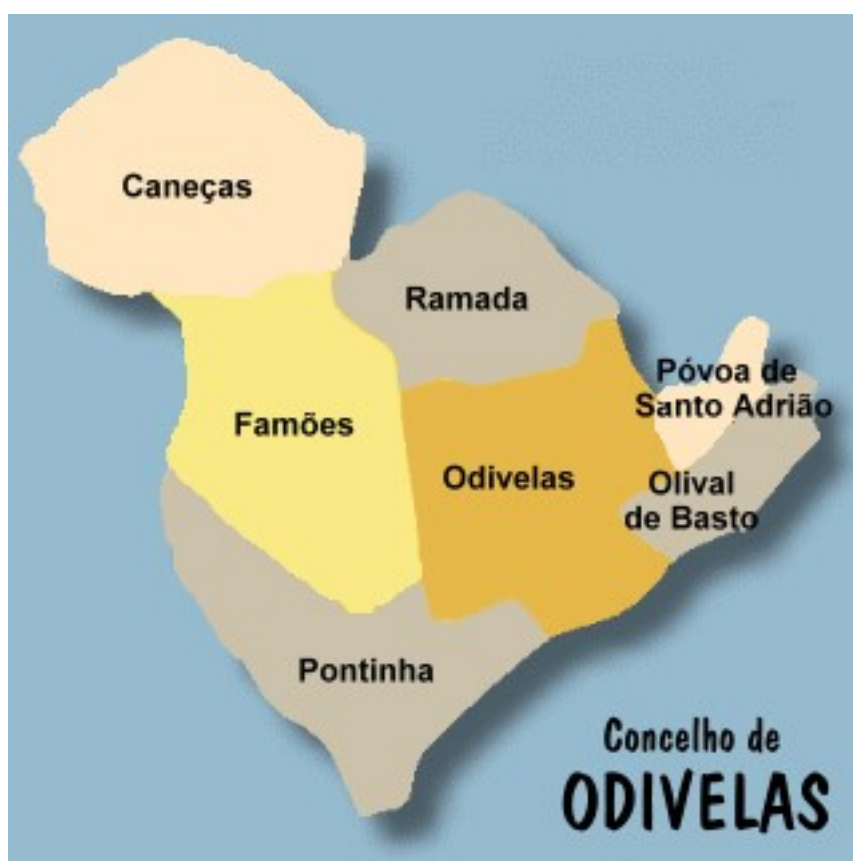 Caneças
Ramada
Póvoa de
Santo Adrião
Famões
Odivelas
Olival
de Basto
Pontinha
Concelho de
ODIVELAS